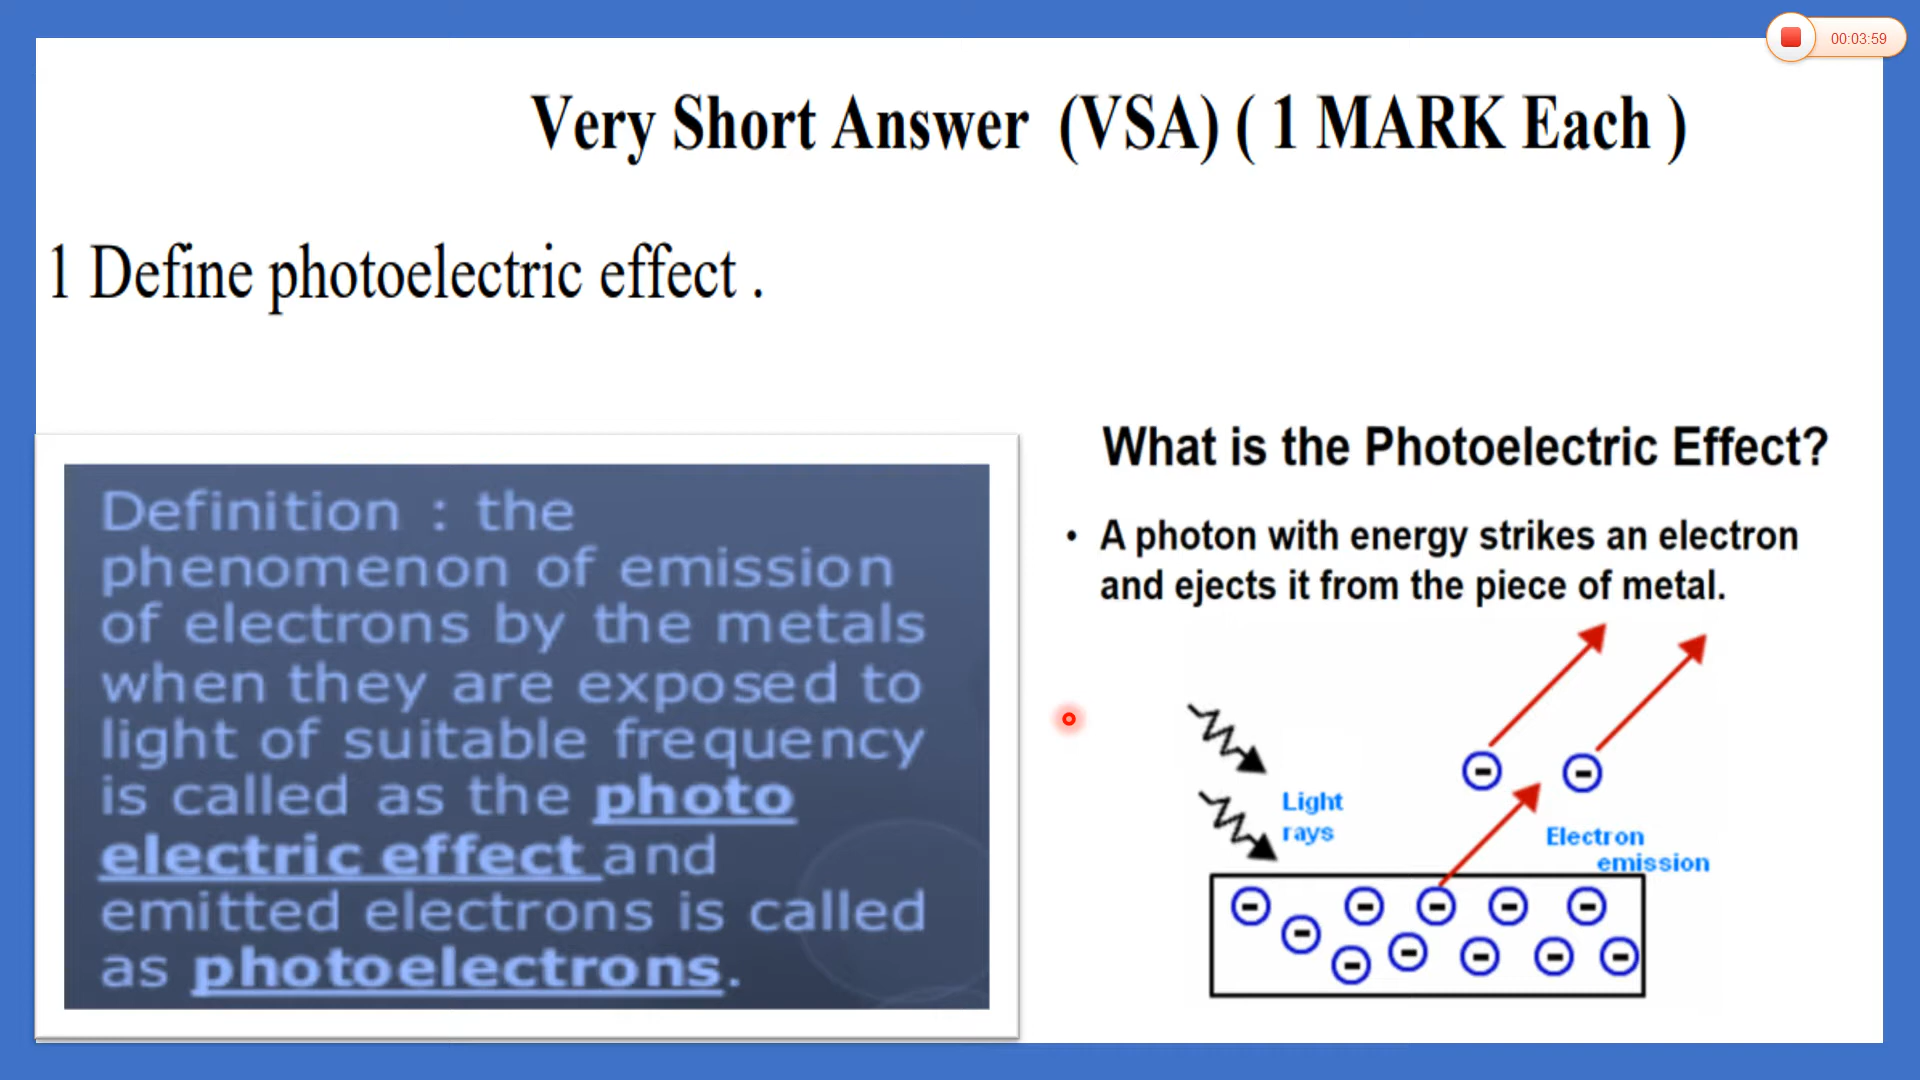 00:03:59
Very Short Answer (VSA) ( 1 MARK Each )
1 Define photoelectric effect .
Definition : the
phenomenon of emission
of electrons by the metals
when they are exposed to
light of suitable frequency
is called as the photo
electric effect and
emitted electrons is called
as photoelectrons.
What is the Photoelectric Effect?
• A photon with energy strikes an electron
and ejects it from the piece of metal.
Light
rays
Electron
emission